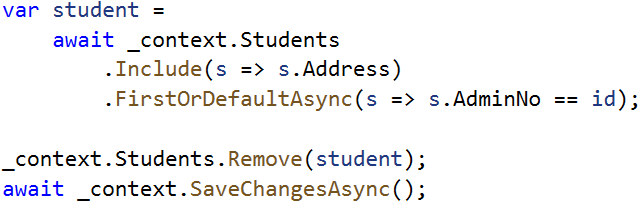 var student =
    await _context.Students
        .Include(s => s.Address)
        .FirstOrDefaultAsync(s => s.AdminNo == id);

_context.Students.Remove(student);
await _context.SaveChangesAsync();